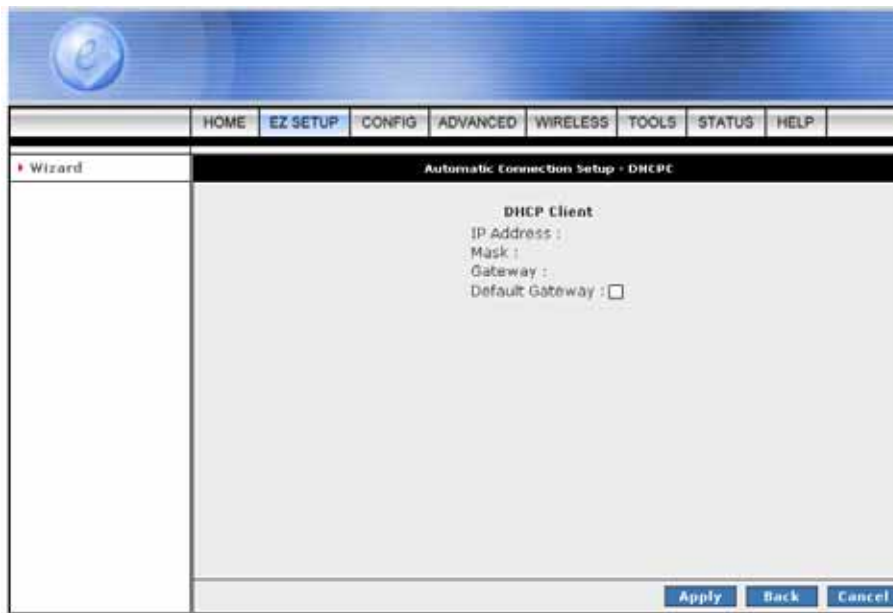 e
HOME EZ SETUP CONFIG ADVANCED WIRELESS TOOLS STATUS HELP
Wizard
Automatic Connection Setup - DHCPC
DHCP Client
IP Address :
Mask :
Gateway :
Default Gateway :
Apply Back Cancel